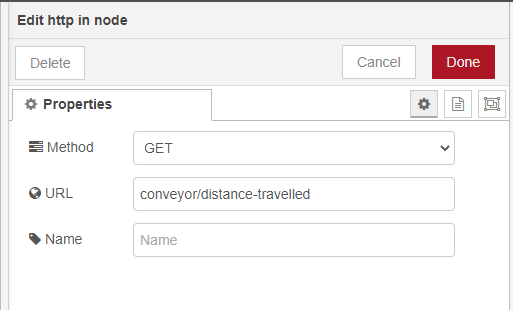 Edit http in node
Delete
Cancel
Done
Properties
Method
GET
URL
conveyor/distance-travelled
Name
Name